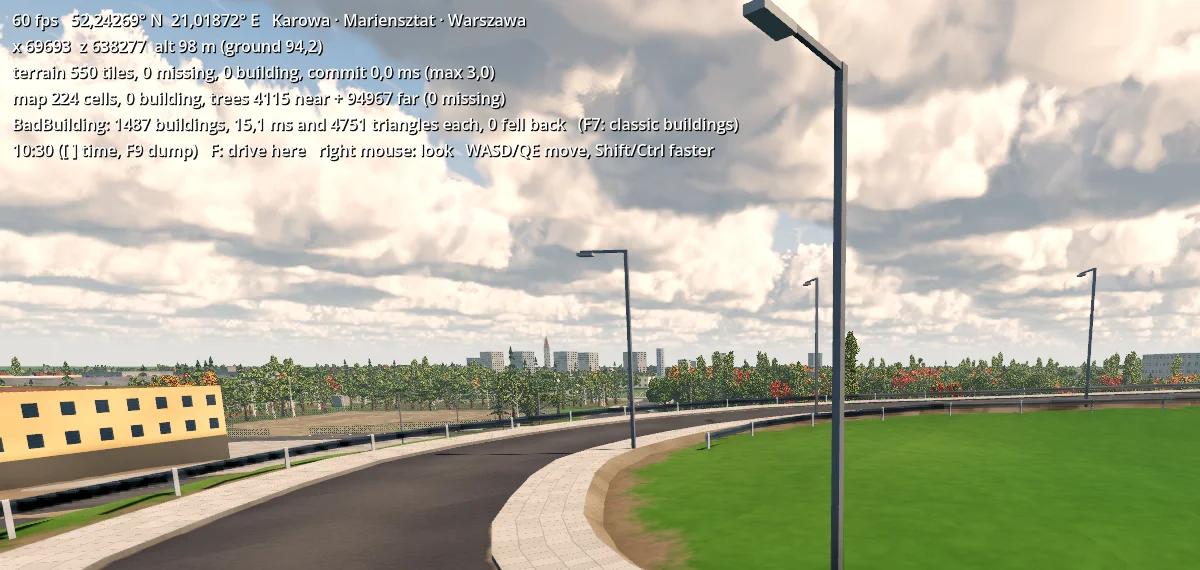 60 fps   52,24269° N  21,01872° E   Karowa · Mariensztat · Warszawa
x 69693  z 638277  alt 98 m (ground 94,2)
terrain 550 tiles, 0 missing, 0 building, commit 0,0 ms (max 3,0)
map 224 cells, 0 building, trees 4115 near + 94967 far (0 missing)
BadBuilding: 1487 buildings, 15,1 ms and 4751 triangles each, 0 fell back   (F7: classic buildings)
10:30 ([ ] time, F9 dump)   F: drive here   right mouse: look   WASD/QE move, Shift/Ctrl faster